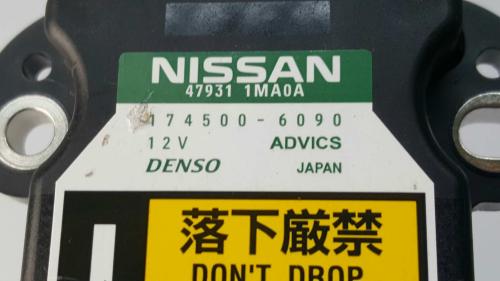 NISSAN
47931 1MA0A
174500-6090
12V ADVICS
DENSO JAPAN
落下厳禁
DON'T DROP